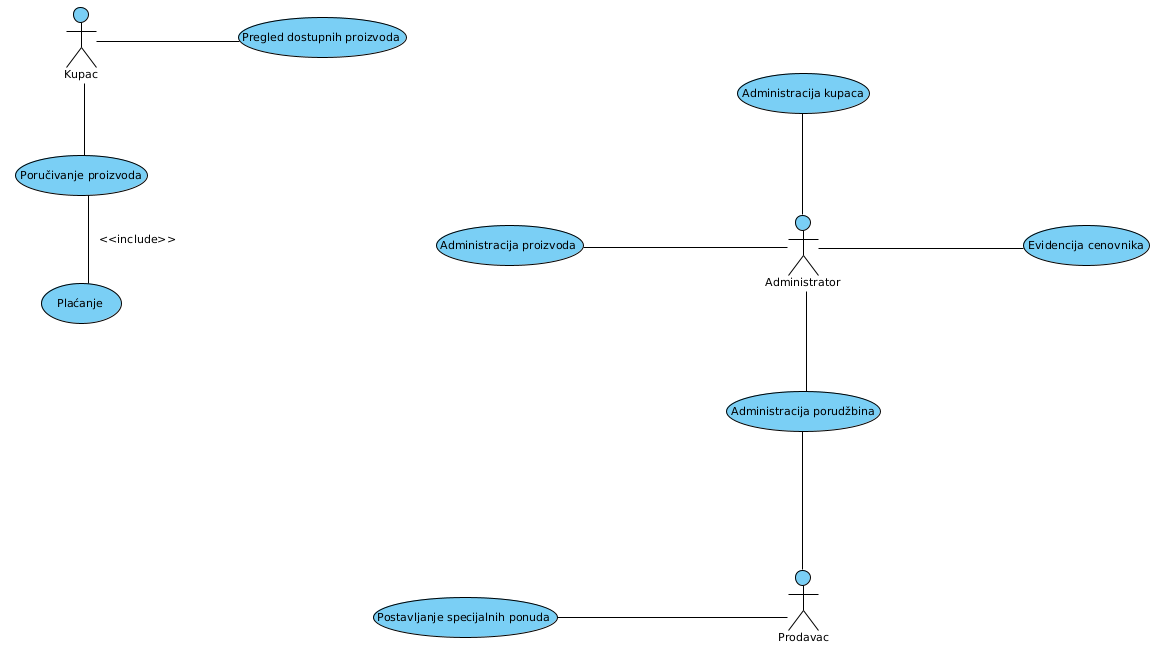 Pregled dostupnih proizvoda
Kupac
Administracija kupaca
Poručivanje proizvoda
<<include>>
Administracija proizvoda
Evidencija cenovnika
Administrator
Plaćanje
Administracija porudžbina
Postavljanje specijalnih ponuda
Prodavac